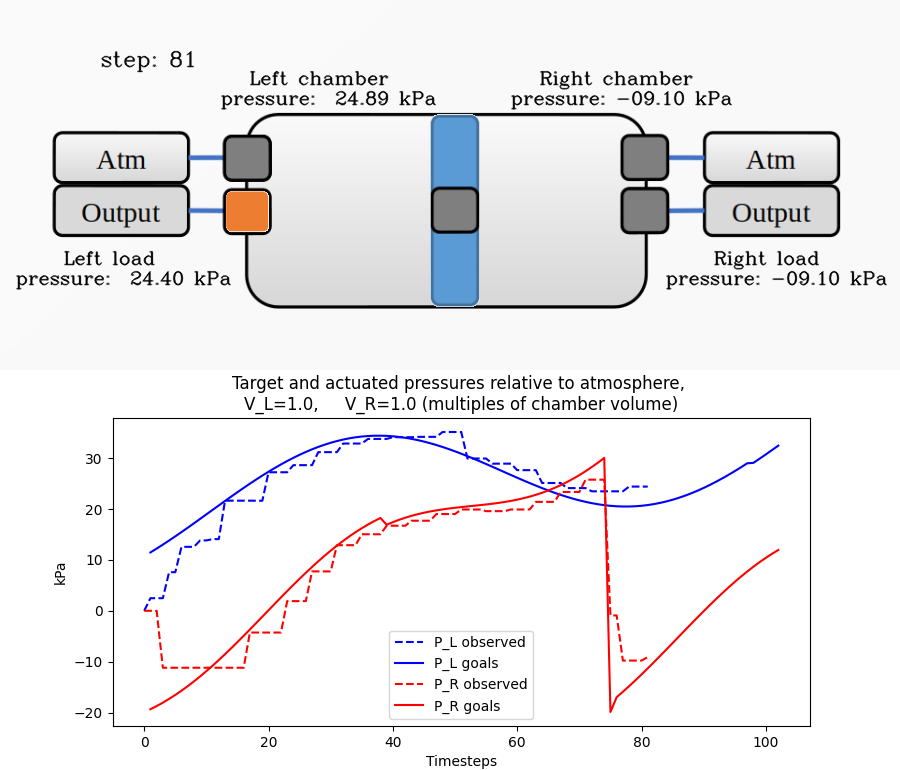 step: 81
Left chamber
pressure:  24.89 kPa
Right chamber
pressure: −09.10 kPa
Atm
Atm
Output
Output
Left load
pressure:  24.40 kPa
Right load
pressure: −09.10 kPa
Target and actuated pressures relative to atmosphere,
V_L=1.0,     V_R=1.0 (multiples of chamber volume)
30
20
10
0
−10
−20
kPa
P_L observed
P_L goals
P_R observed
P_R goals
0 20 40 60 80 100
Timesteps